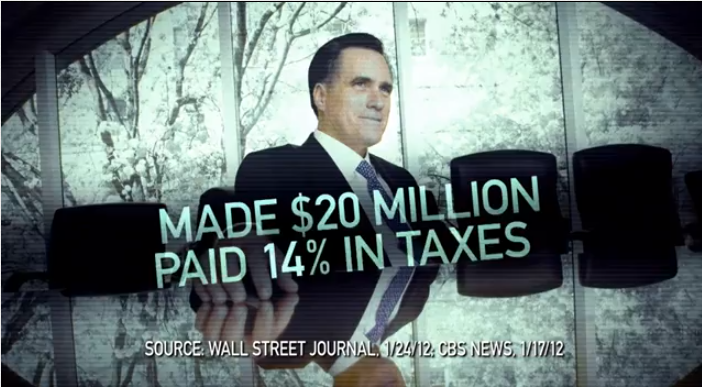 MADE $20 MILLION
PAID 14% IN TAXES
SOURCE: WALL STREET JOURNAL, 1/24/12; CBS NEWS, 1/17/12